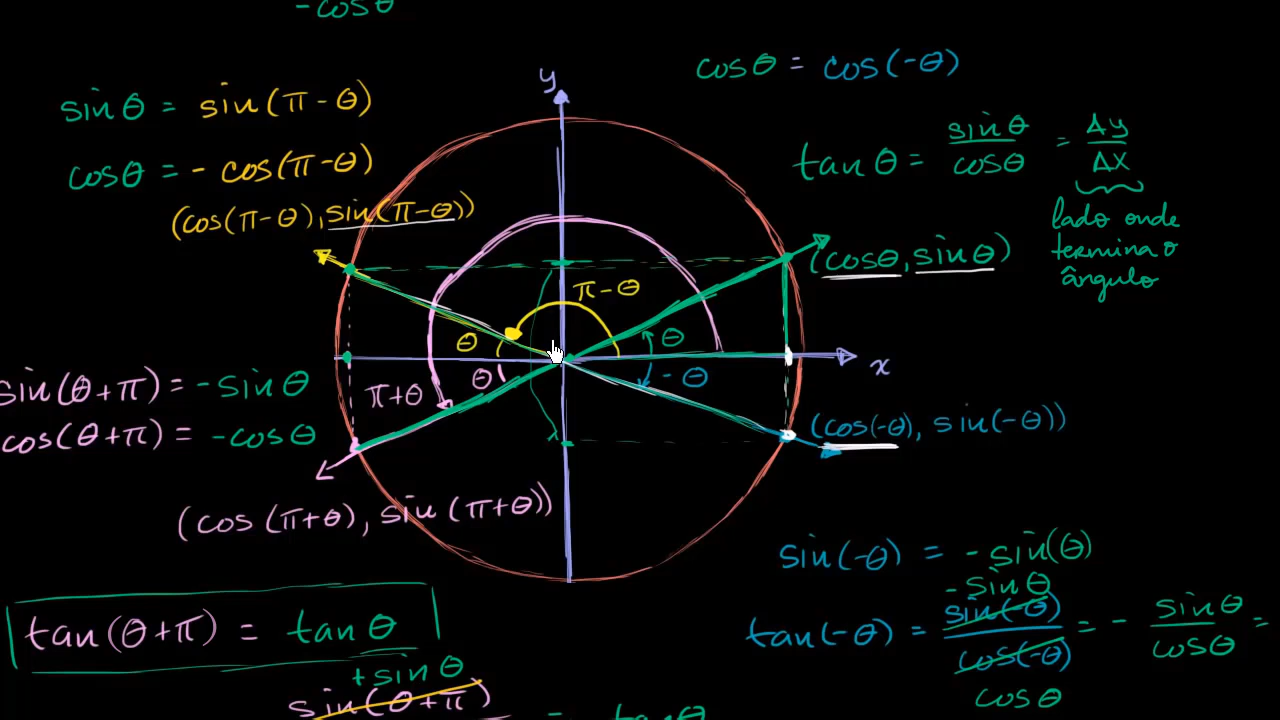 -cosθ
cosθ = cos(-θ)
y
sinθ = sin(π-θ)
cosθ = -cos(π-θ)
(cos(π-θ), sin(π-θ))
tanθ = sinθ/cosθ = Δy/Δx
lado onde
termina o
ângulo
(cosθ, sinθ)
π-θ
θ
θ
x
θ
-θ
π+θ
sin(θ+π) = -sinθ
cos(θ+π) = -cosθ
(cos(-θ), sin(-θ))
(cos(π+θ), sin(π+θ))
sin(-θ) = -sin(θ)
-sinθ
tan(-θ) = sin(-θ)/cos(-θ) = - sinθ/cosθ =
cosθ
tan(θ+π) = tanθ
+sinθ
sin(θ+π)
= tanθ